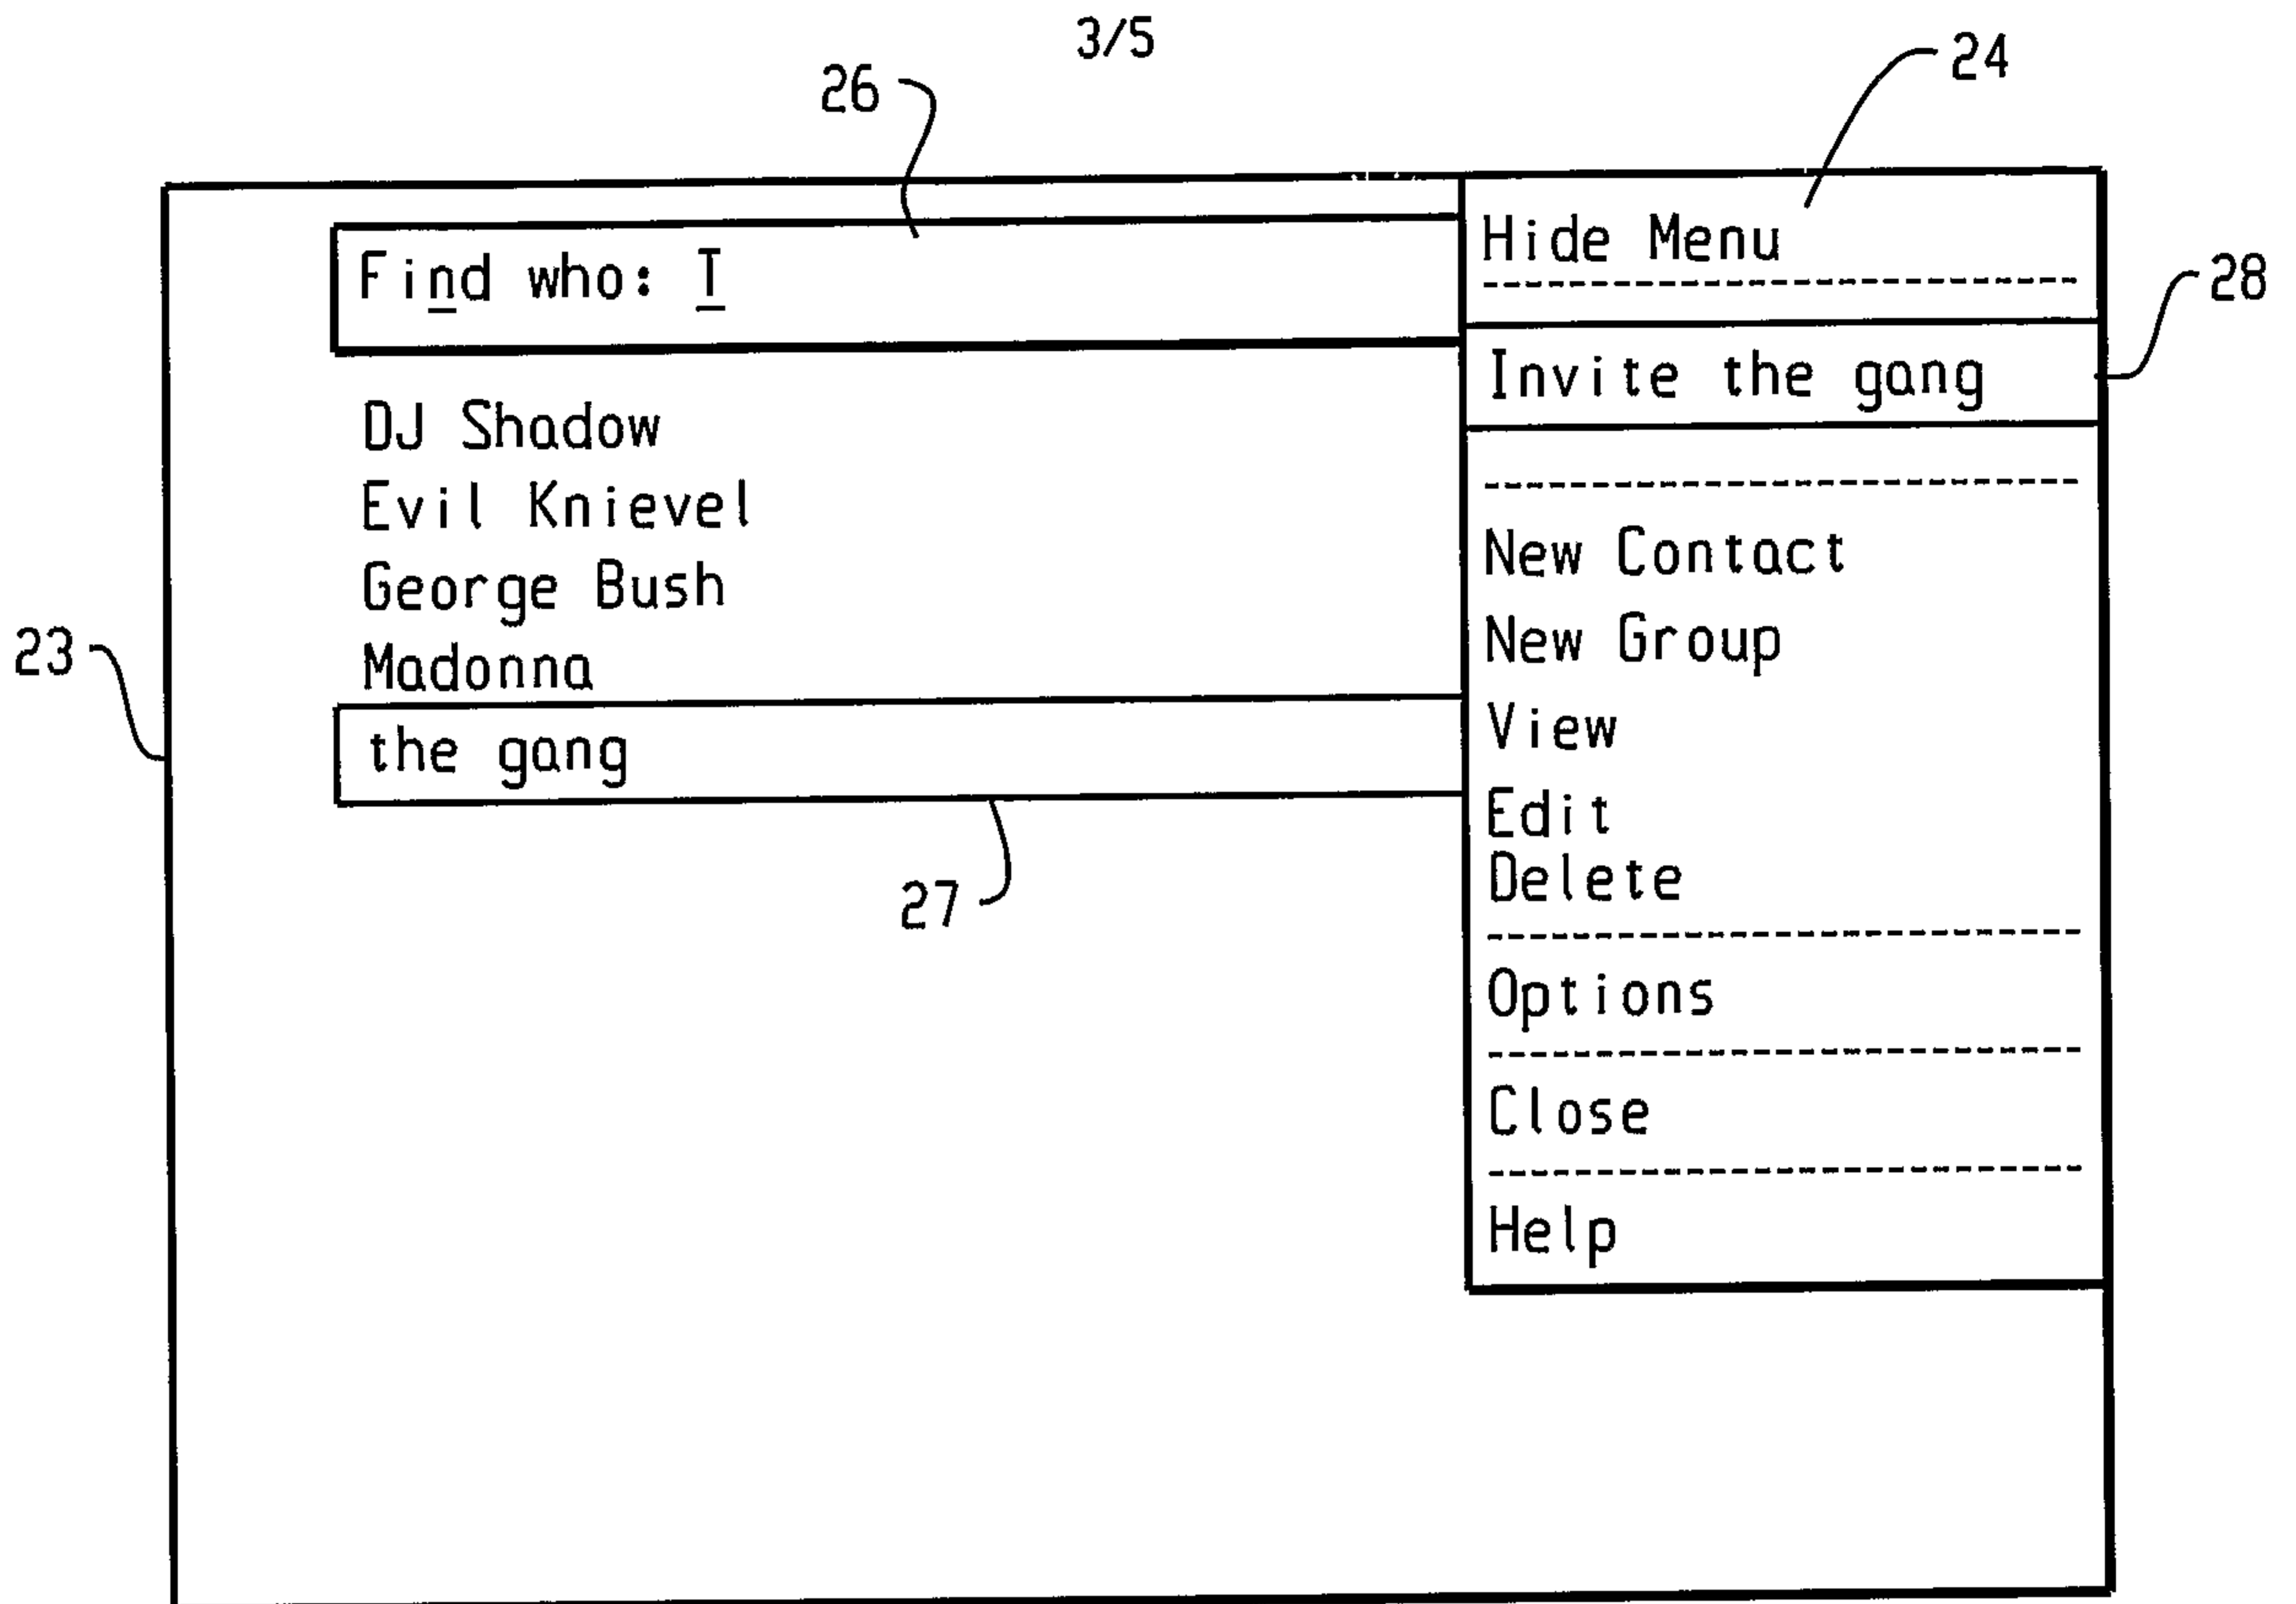 3/5
26
24
Find who: T
Hide Menu
28
Invite the gang
DJ Shadow
Evil Knievel
George Bush
Madonna
the gang
23
27
New Contact
New Group
View
Edit
Delete
Options
Close
Help